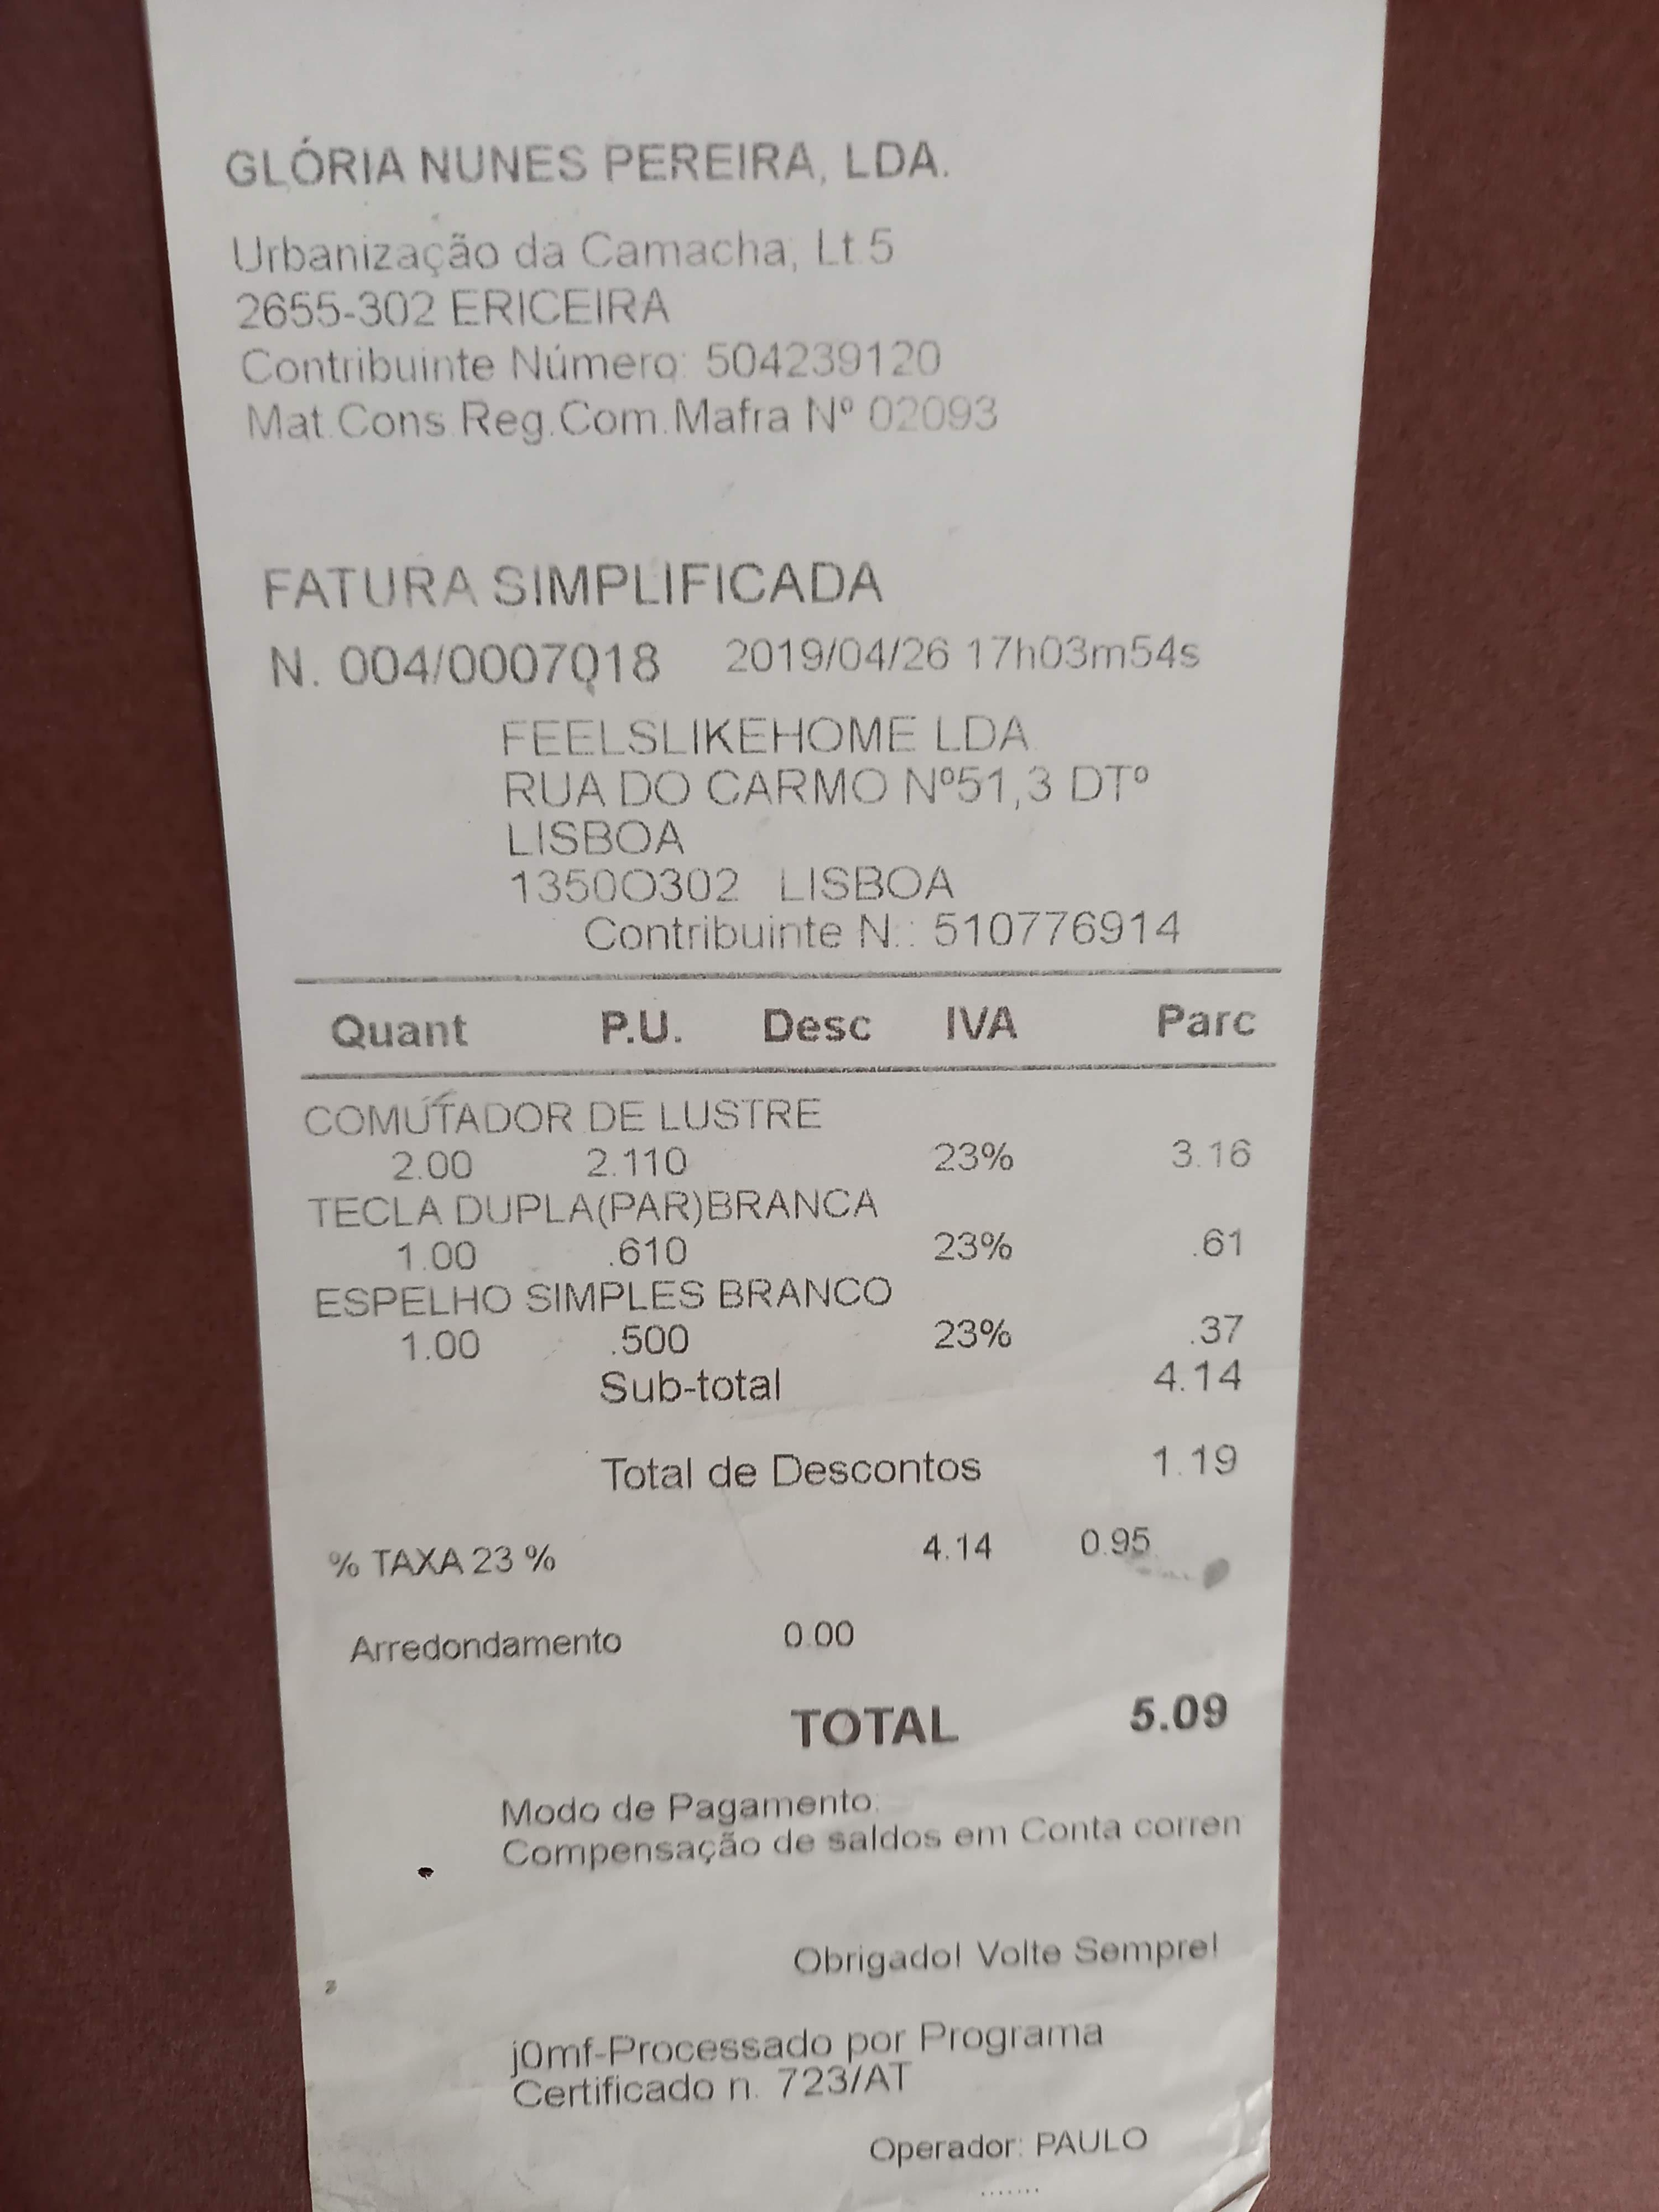 GLÓRIA NUNES PEREIRA, LDA.
Urbanização da Camacha, Lt.5
2655-302 ERICEIRA
Contribuinte Número: 504239120
Mat.Cons.Reg.Com.Mafra Nº 02093
FATURA SIMPLIFICADA
N. 004/0007018 2019/04/26 17h03m54s
FEELSLIKEHOME LDA
RUA DO CARMO Nº51,3 DTº
LISBOA
1350O302 LISBOA
Contribuinte N.: 510776914
Quant P.U. Desc IVA Parc
COMUTADOR DE LUSTRE
2.00 2.110 23% 3.16
TECLA DUPLA(PAR)BRANCA
1.00 .610 23% .61
ESPELHO SIMPLES BRANCO
1.00 .500 23% .37
Sub-total 4.14
Total de Descontos 1.19
% TAXA 23 % 4.14 0.95
Arredondamento 0.00
TOTAL 5.09
Modo de Pagamento:
Compensação de saldos em Conta corren
Obrigado! Volte Sempre!
j0mf-Processado por Programa
Certificado n. 723/AT
Operador: PAULO